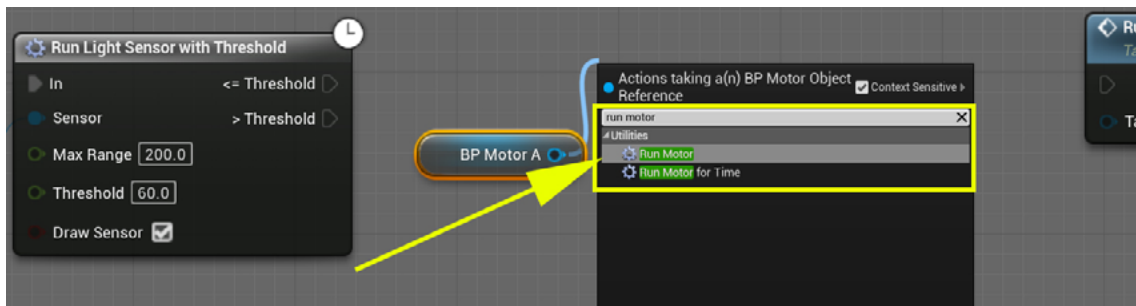 Run Light Sensor with Threshold
In
<= Threshold
Sensor
> Threshold
Max Range 200.0
Threshold 60.0
Draw Sensor
BP Motor A
Actions taking a(n) BP Motor Object
Reference
Context Sensitive
run motor
Utilities
Run Motor
Run Motor for Time